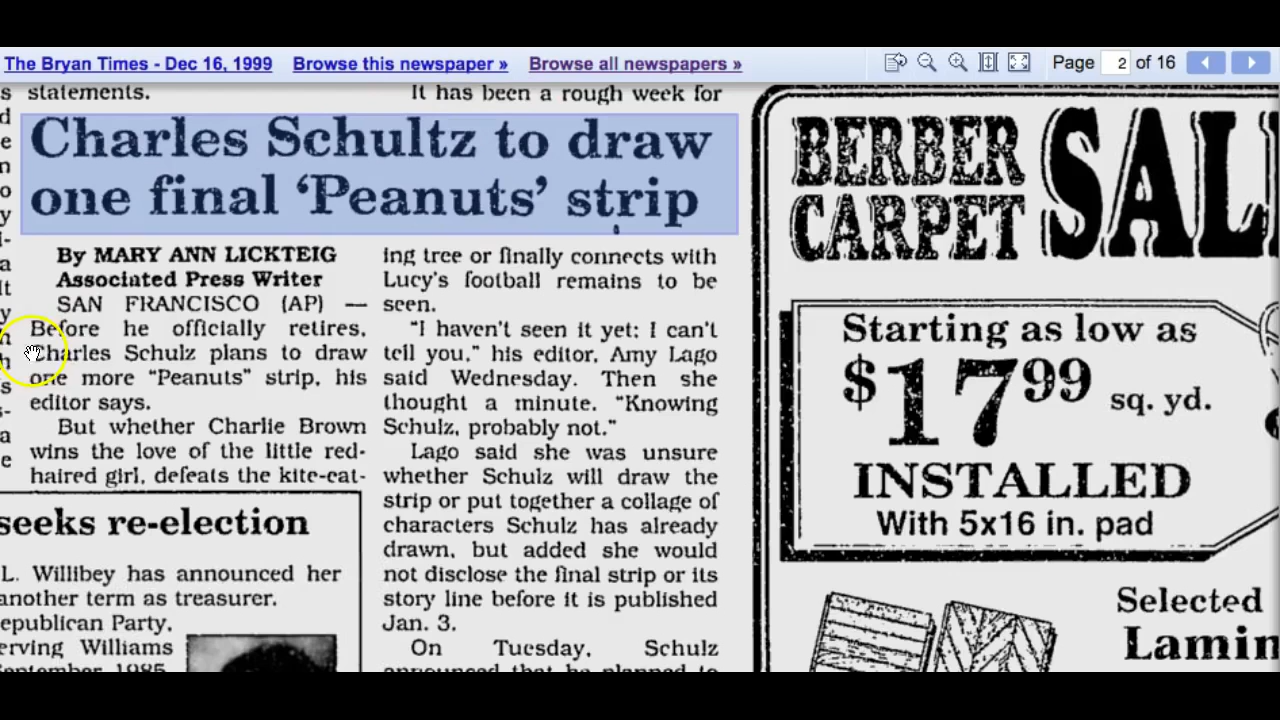 The Bryan Times - Dec 16, 1999 Browse this newspaper » Browse all newspapers » Page 2 of 16
statements.
It has been a rough week for
Charles Schultz to draw
one final ‘Peanuts’ strip
By MARY ANN LICKTEIG
Associated Press Writer
SAN FRANCISCO (AP) —
Before he officially retires,
Charles Schulz plans to draw
one more “Peanuts” strip, his
editor says.
But whether Charlie Brown
wins the love of the little red-
haired girl, defeats the kite-eat-
ing tree or finally connects with
Lucy's football remains to be
seen.
“I haven't seen it yet; I can't
tell you,” his editor, Amy Lago
said Wednesday. Then she
thought a minute. “Knowing
Schulz, probably not.”
Lago said she was unsure
whether Schulz will draw the
strip or put together a collage of
characters Schulz has already
drawn, but added she would
not disclose the final strip or its
story line before it is published
Jan. 3.
On Tuesday, Schulz
announced that he planned to
seeks re-election
L. Willibey has announced her
another term as treasurer.
epublican Party,
erving Williams
September 1985
BERBER
CARPET
SAL
Starting as low as
$17.99 sq. yd.
INSTALLED
With 5x16 in. pad
Selected
Lamin